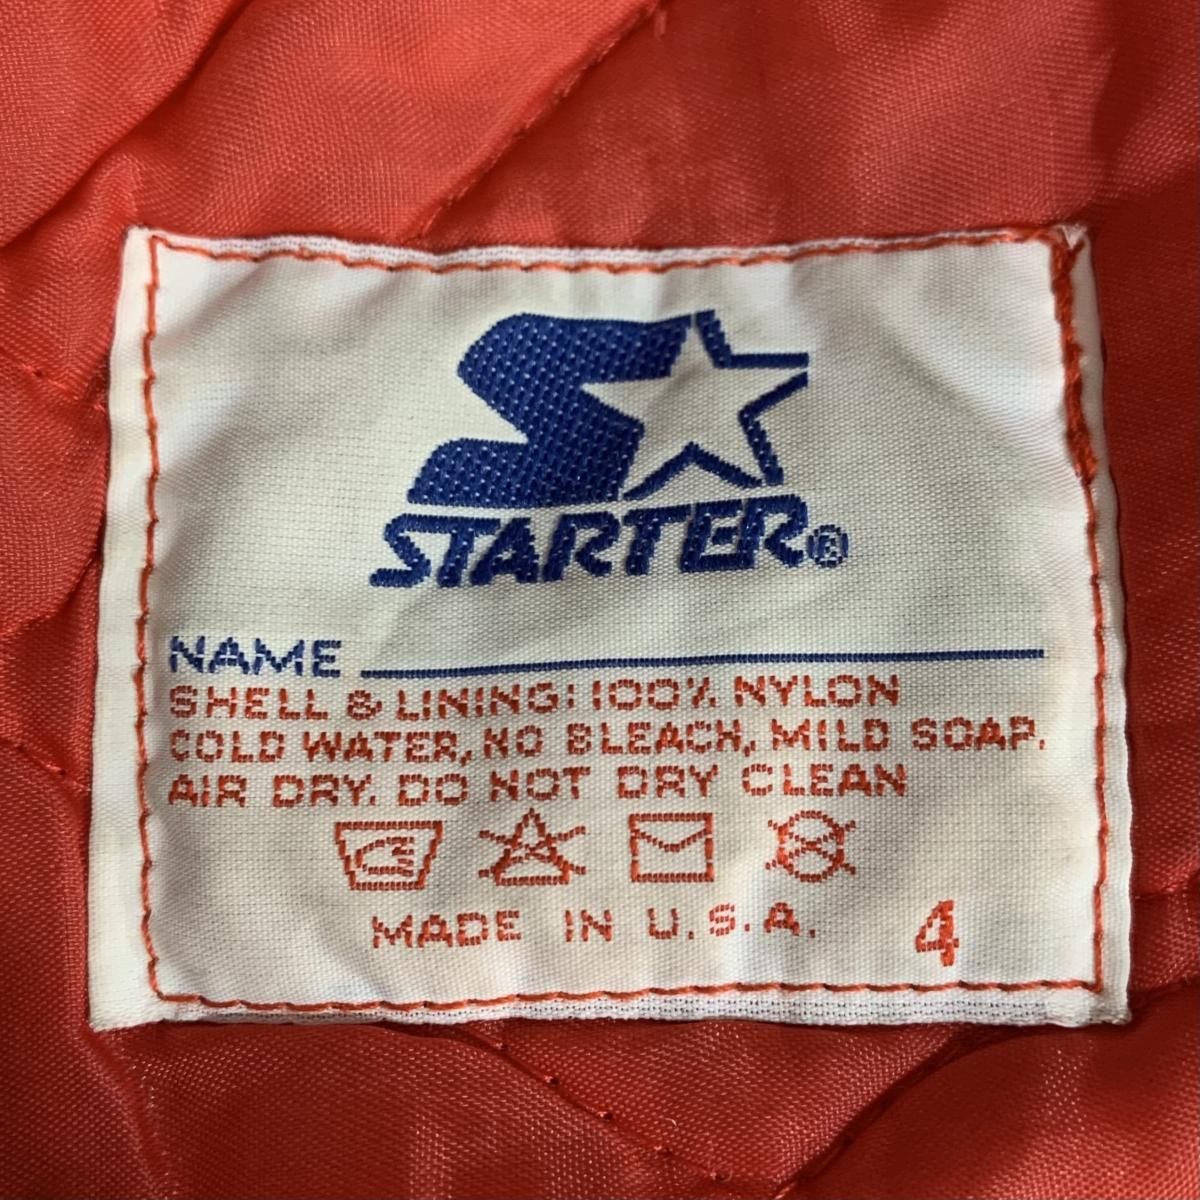 STARTER®
NAME
SHELL & LINING: 100% NYLON
COLD WATER, NO BLEACH, MILD SOAP.
AIR DRY. DO NOT DRY CLEAN
MADE IN U.S.A. 4